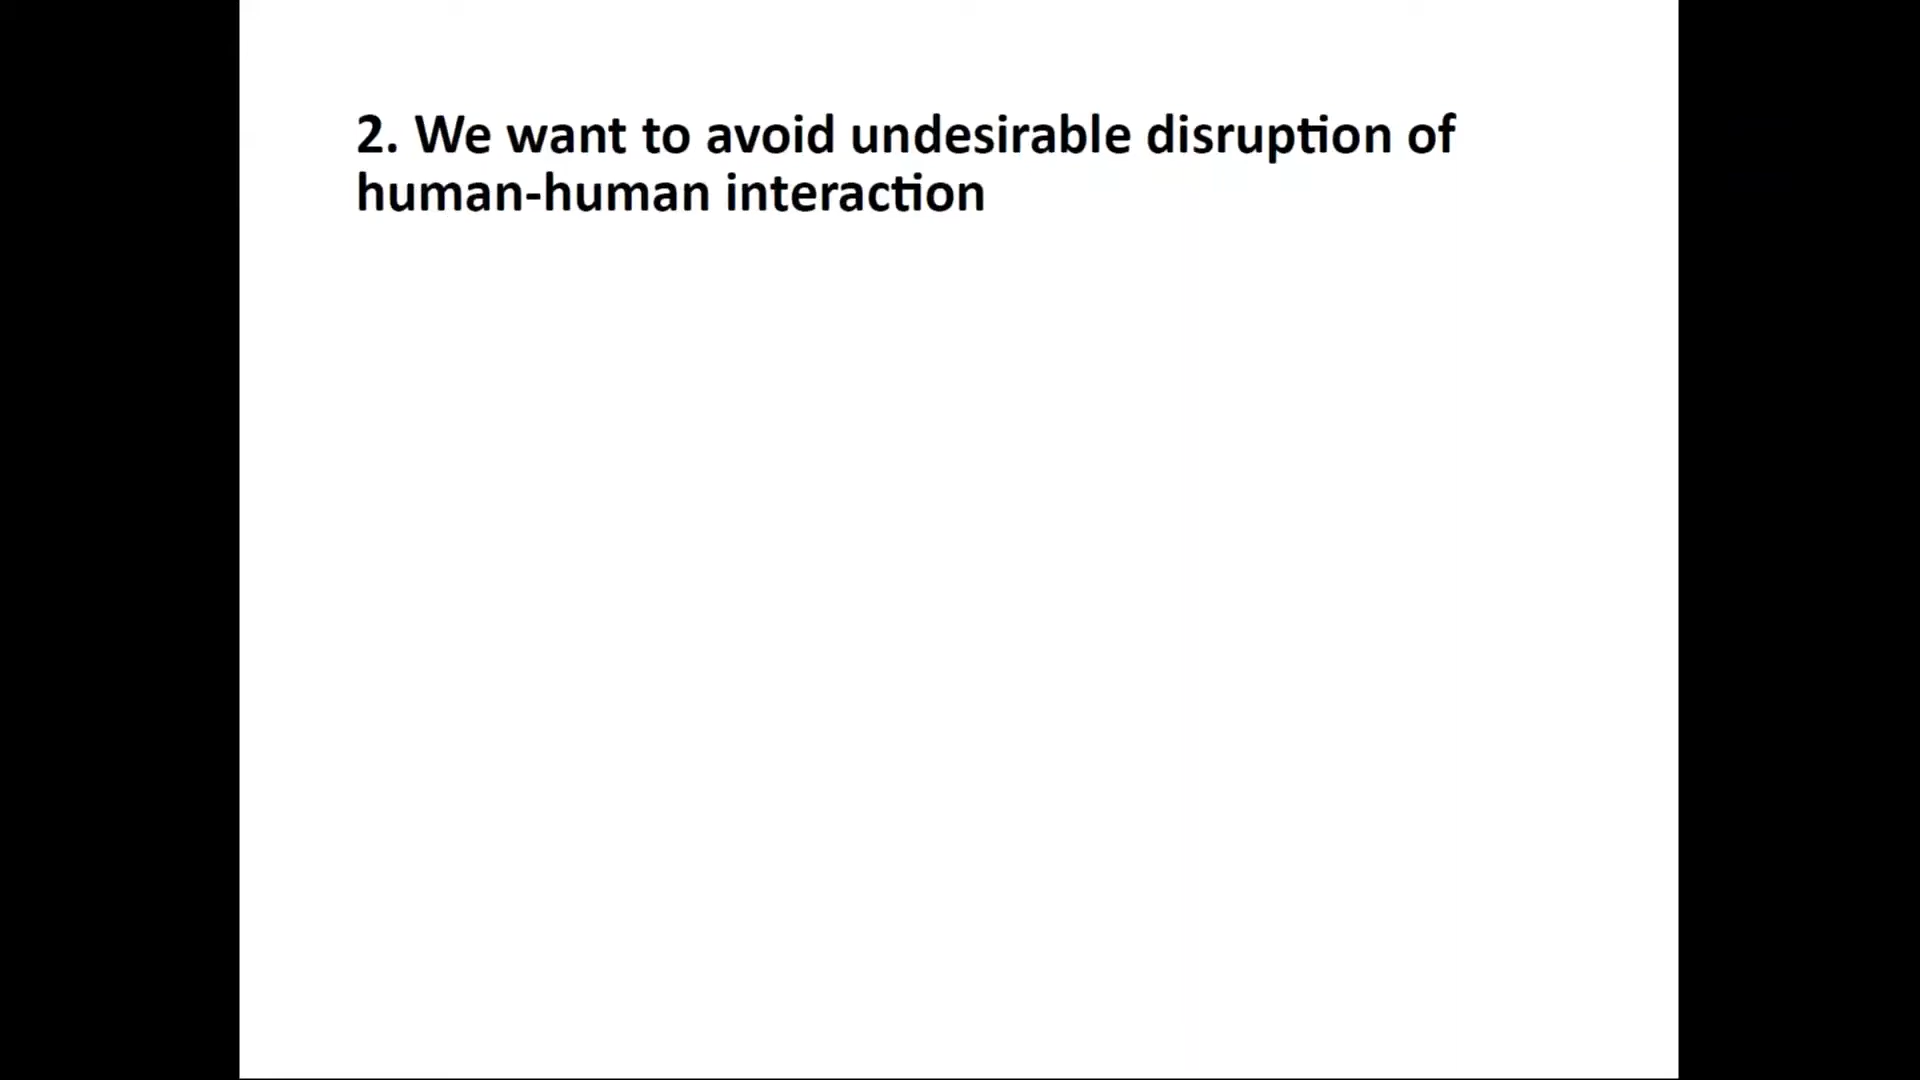 2. We want to avoid undesirable disruption of
human-human interaction